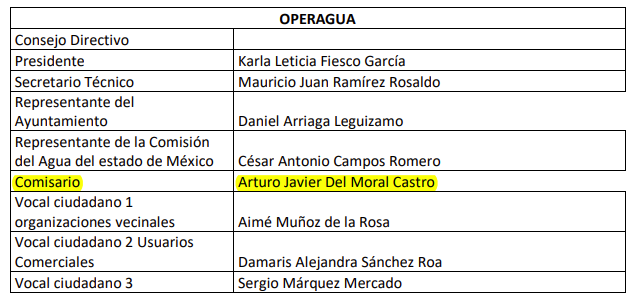 OPERAGUA
Consejo Directivo
Presidente Karla Leticia Fiesco García
Secretario Técnico Mauricio Juan Ramírez Rosaldo
Representante del
Ayuntamiento Daniel Arriaga Leguizamo
Representante de la Comisión
del Agua del estado de México César Antonio Campos Romero
Comisario Arturo Javier Del Moral Castro
Vocal ciudadano 1
organizaciones vecinales Aimé Muñoz de la Rosa
Vocal ciudadano 2 Usuarios
Comerciales Damaris Alejandra Sánchez Roa
Vocal ciudadano 3 Sergio Márquez Mercado